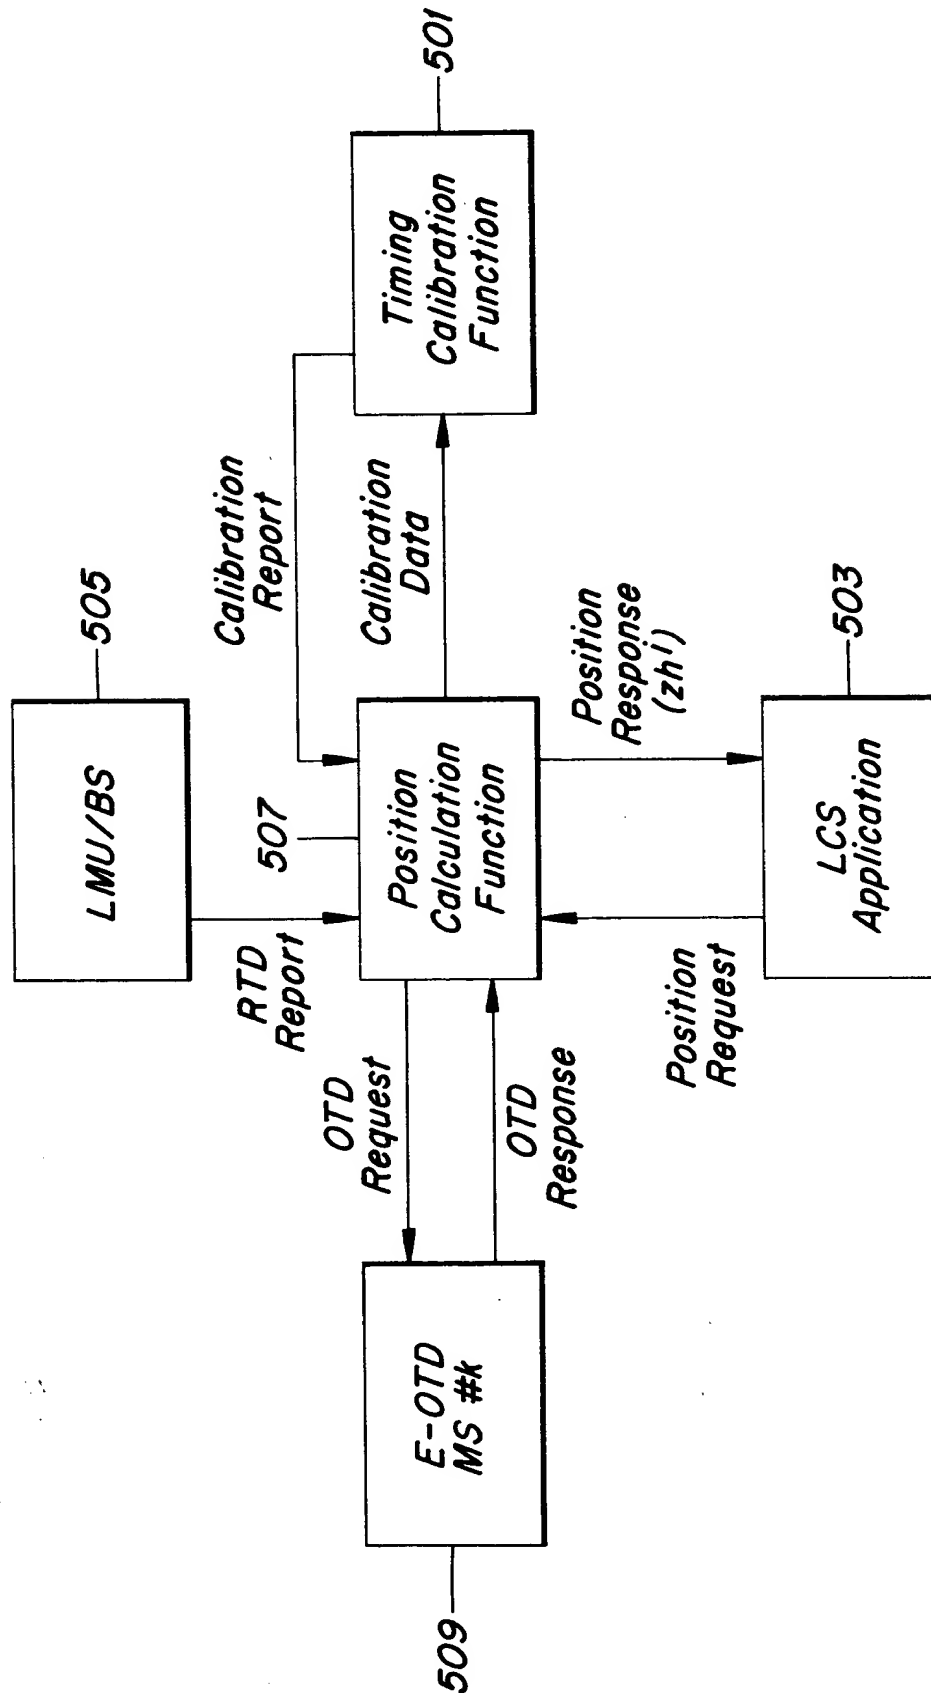 505
LMU/BS
Calibration
Report
RTD
Report
507
OTD
Request
509
E-OTD
MS #k
Position
Calculation
Function
Calibration
Data
Timing
Calibration
Function
501
OTD
Response
Position
Request
Position
Response
(zh^i)
LCS
Application
503